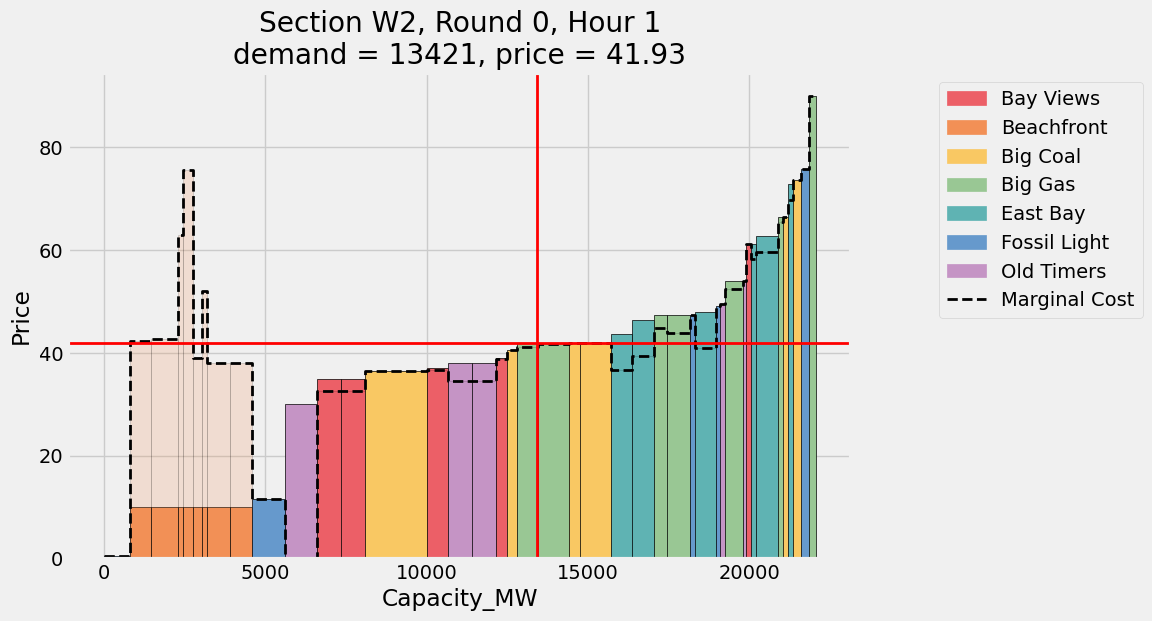 Section W2, Round 0, Hour 1
demand = 13421, price = 41.93
Price
80
60
40
20
0
0
5000
10000
15000
20000
Capacity_MW
Bay Views
Beachfront
Big Coal
Big Gas
East Bay
Fossil Light
Old Timers
Marginal Cost